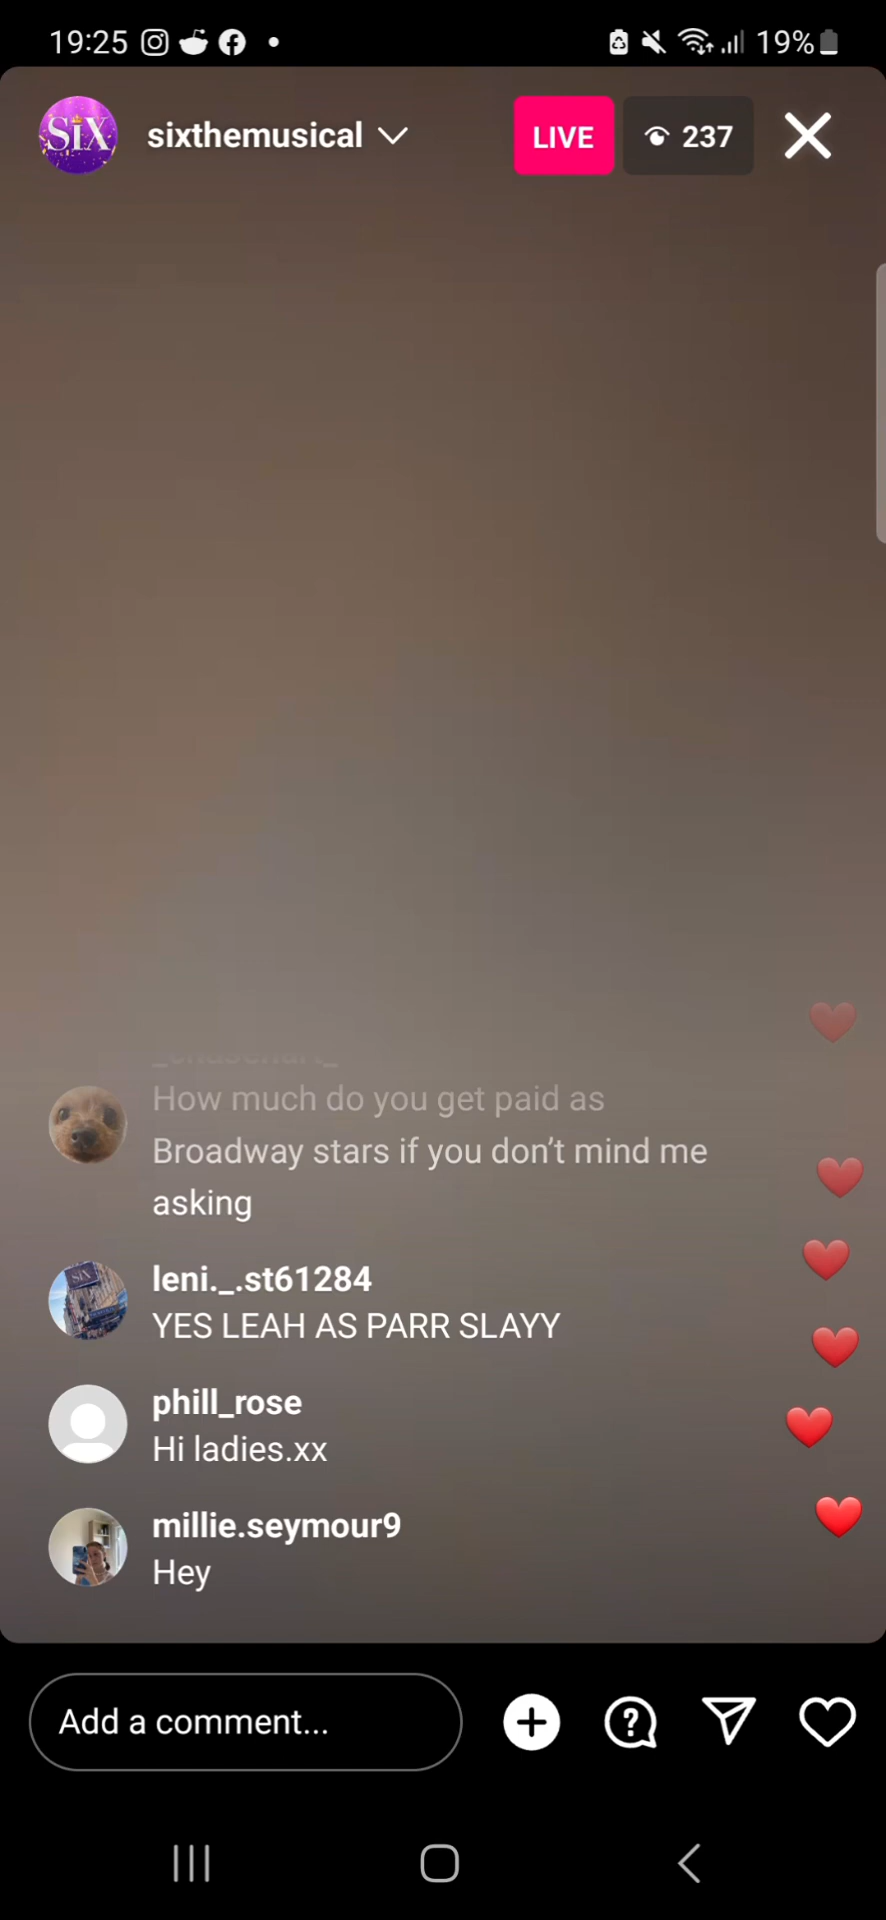 19:25
19%
SIX
sixthemusical
LIVE
237
How much do you get paid as
Broadway stars if you don’t mind me
asking
leni._.st61284
YES LEAH AS PARR SLAYY
phill_rose
Hi ladies.xx
millie.seymour9
Hey
Add a comment...